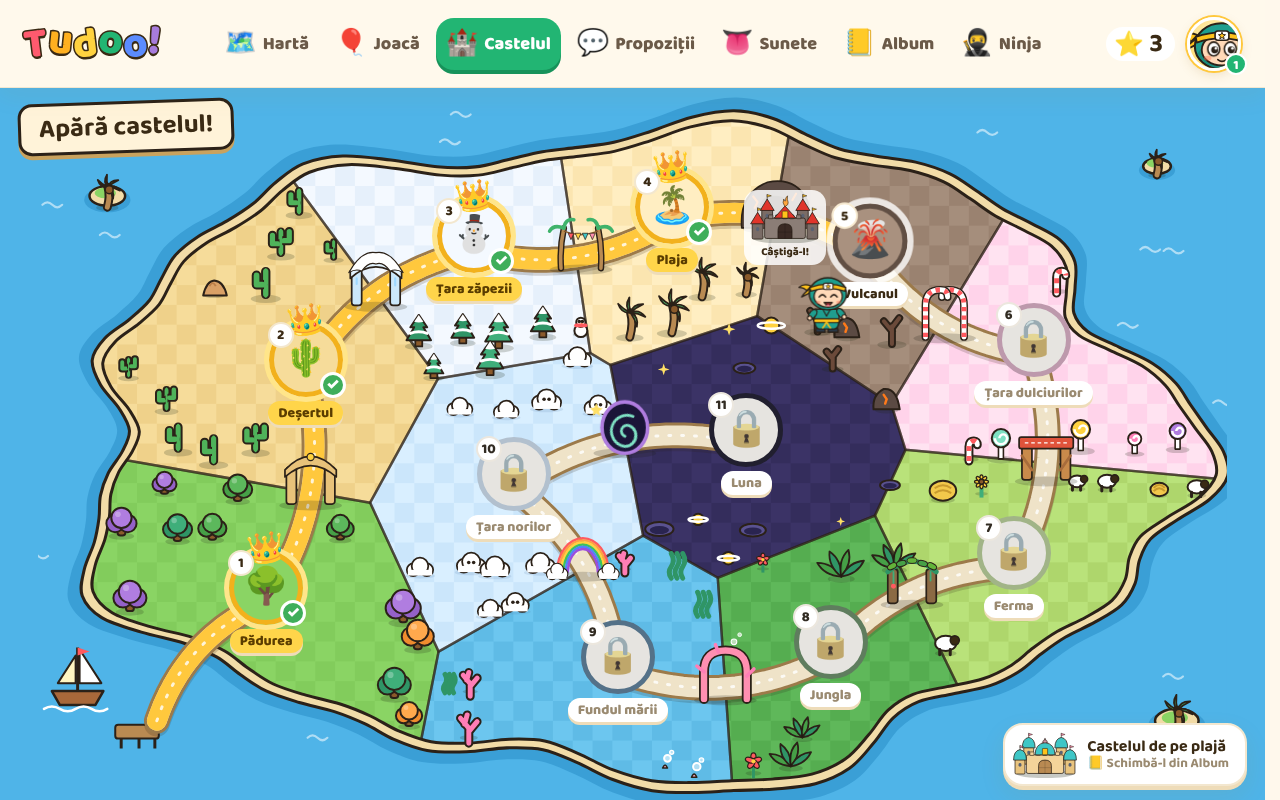 Tudoo!
Hartă
Joacă
Castelul
Propoziții
Sunete
Album
Ninja
3
1
Apără castelul!
4
Plaja
3
Țara zăpezii
Câștigă-l!
5
Vulcanul
2
Deșertul
6
Țara dulciurilor
11
Luna
10
Țara norilor
7
Ferma
1
Pădurea
8
Jungla
9
Fundul mării
Castelul de pe plajă
Schimbă-l din Album